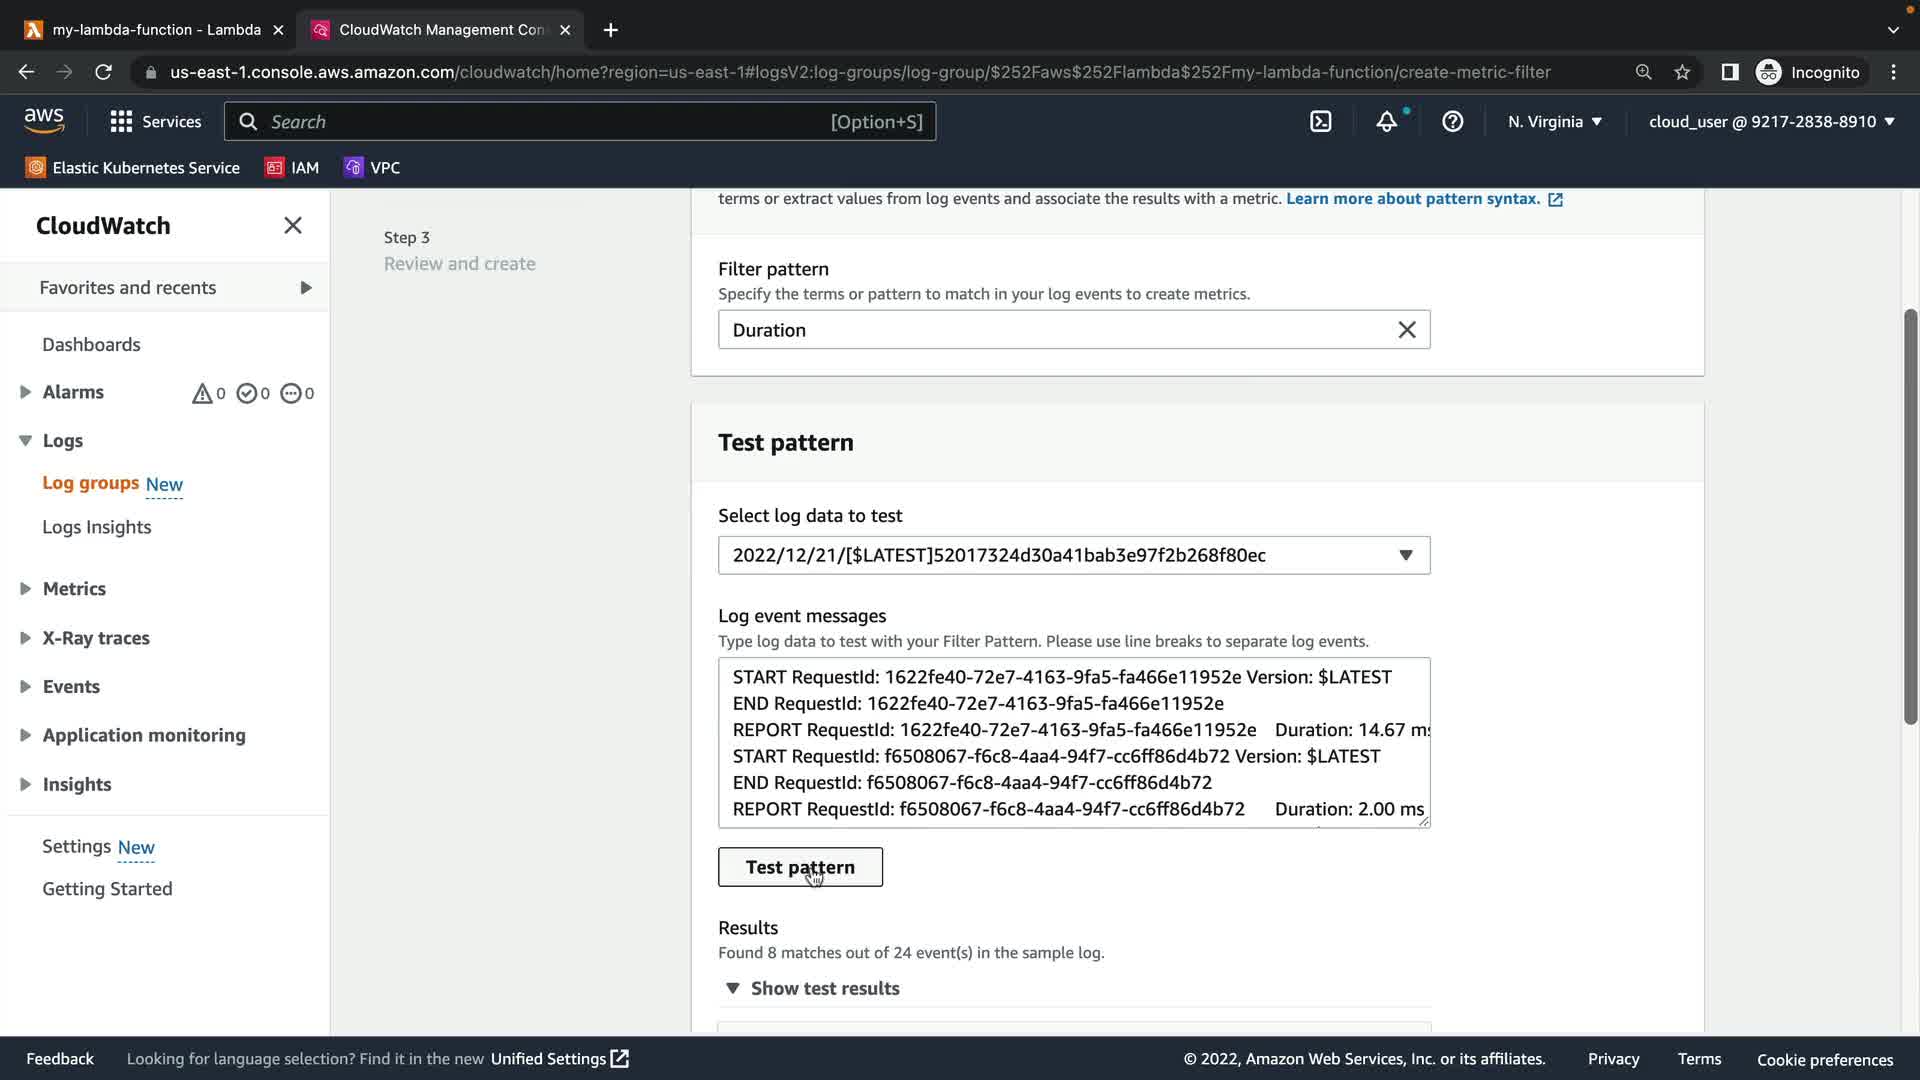 my-lambda-function - Lambda
CloudWatch Management Con
us-east-1.console.aws.amazon.com/cloudwatch/home?region=us-east-1#logsV2:log-groups/log-group/$252Faws$252Flambda$252Fmy-lambda-function/create-metric-filter
Incognito
aws
Services
Search
[Option+S]
N. Virginia
cloud_user @ 9217-2838-8910
Elastic Kubernetes Service
IAM
VPC
CloudWatch
Favorites and recents
Dashboards
Alarms
0
0
0
Logs
Log groups New
Logs Insights
Metrics
X-Ray traces
Events
Application monitoring
Insights
Settings New
Getting Started
Step 3
Review and create
terms or extract values from log events and associate the results with a metric. Learn more about pattern syntax.
Filter pattern
Specify the terms or pattern to match in your log events to create metrics.
Duration
Test pattern
Select log data to test
2022/12/21/[$LATEST]52017324d30a41bab3e97f2b268f80ec
Log event messages
Type log data to test with your Filter Pattern. Please use line breaks to separate log events.
START RequestId: 1622fe40-72e7-4163-9fa5-fa466e11952e Version: $LATEST
END RequestId: 1622fe40-72e7-4163-9fa5-fa466e11952e
REPORT RequestId: 1622fe40-72e7-4163-9fa5-fa466e11952e Duration: 14.67 ms
START RequestId: f6508067-f6c8-4aa4-94f7-cc6ff86d4b72 Version: $LATEST
END RequestId: f6508067-f6c8-4aa4-94f7-cc6ff86d4b72
REPORT RequestId: f6508067-f6c8-4aa4-94f7-cc6ff86d4b72 Duration: 2.00 ms
Test pattern
Results
Found 8 matches out of 24 event(s) in the sample log.
Show test results
Feedback
Looking for language selection? Find it in the new Unified Settings
© 2022, Amazon Web Services, Inc. or its affiliates.
Privacy
Terms
Cookie preferences